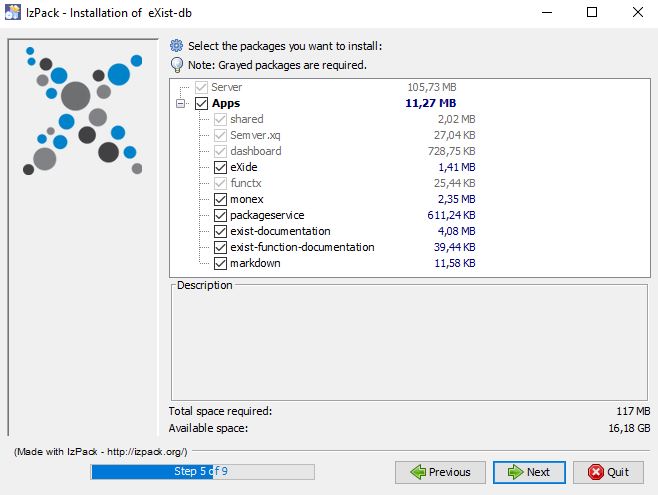 IzPack - Installation of eXist-db
Select the packages you want to install:
Note: Grayed packages are required.
Server 105,73 MB
Apps 11,27 MB
shared 2,02 MB
Semver.xq 27,04 KB
dashboard 728,75 KB
eXide 1,41 MB
functx 25,44 KB
monex 2,35 MB
packageservice 611,24 KB
exist-documentation 4,08 MB
exist-function-documentation 39,44 KB
markdown 11,58 KB
Description
Total space required: 117 MB
Available space: 16,18 GB
(Made with IzPack - http://izpack.org/)
Step 5 of 9
Previous Next Quit